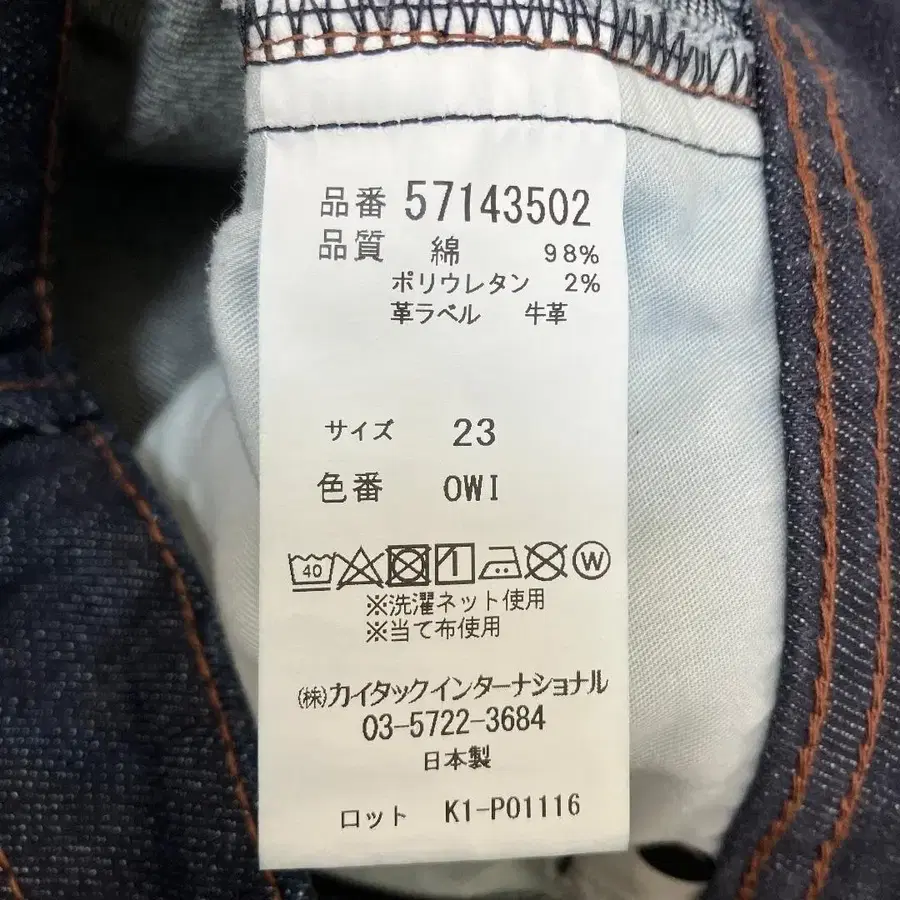 品番 57143502
品質 綿 98%
ポリウレタン 2%
革ラベル 牛革
サイズ 23
色番 OWI
40 W
※洗濯ネット使用
※当て布使用
㈱カイタックインターナショナル
03-5722-3684
日本製
ロット K1-P01116